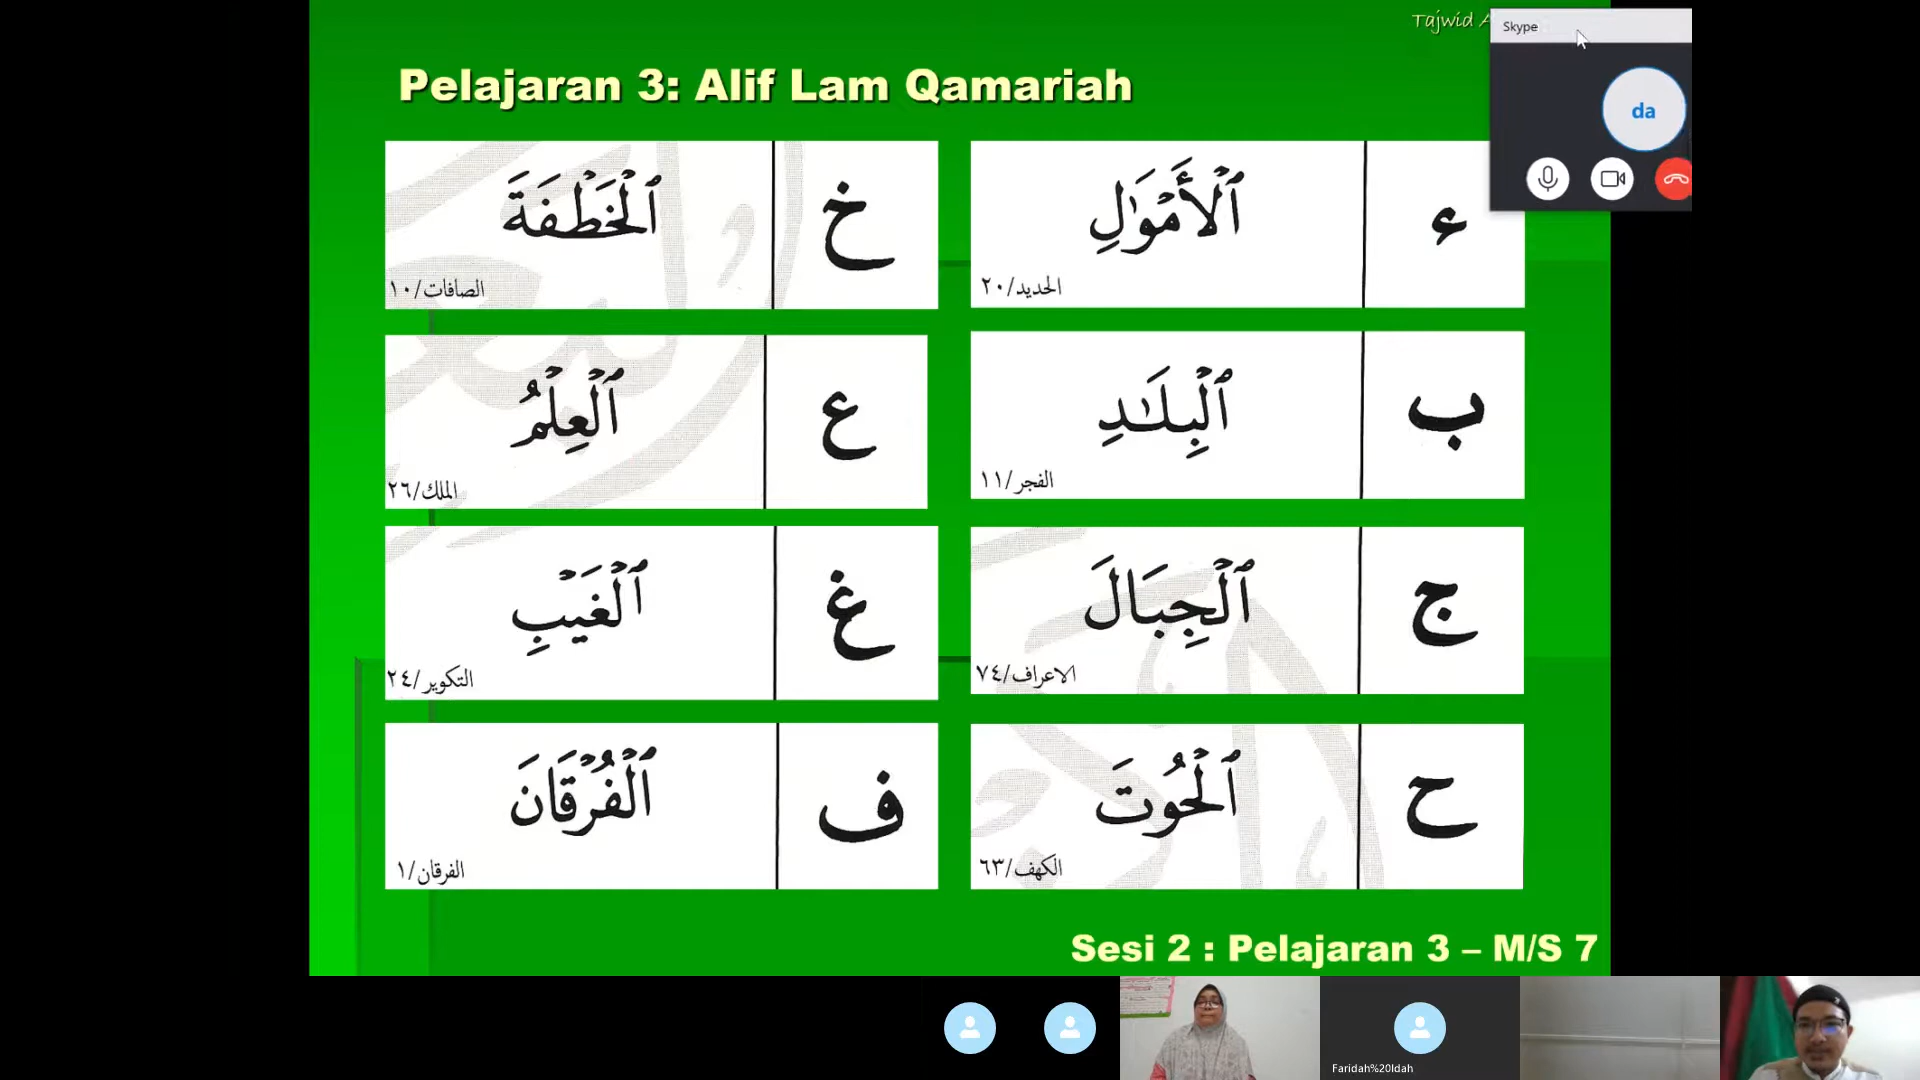 Tajwid
Skype
Pelajaran 3: Alif Lam Qamariah
da
ء
ٱلْأَمْوَٰلِ
الحديد/٢٠
خ
ٱلْخَطْفَةَ
الصافات/١٠
ب
ٱلْبِلَـٰدِ
الفجر/١١
ع
ٱلْعِلْمُ
الملك/٢٦
ج
ٱلْجِبَالَ
الاعراف/٧٤
غ
ٱلْغَيْبِ
التكوير/٢٤
ح
ٱلْحُوتَ
الكهف/٦٣
ف
ٱلْفُرْقَانَ
الفرقان/١
Sesi 2 : Pelajaran 3 – M/S 7
Faridah%20Idah